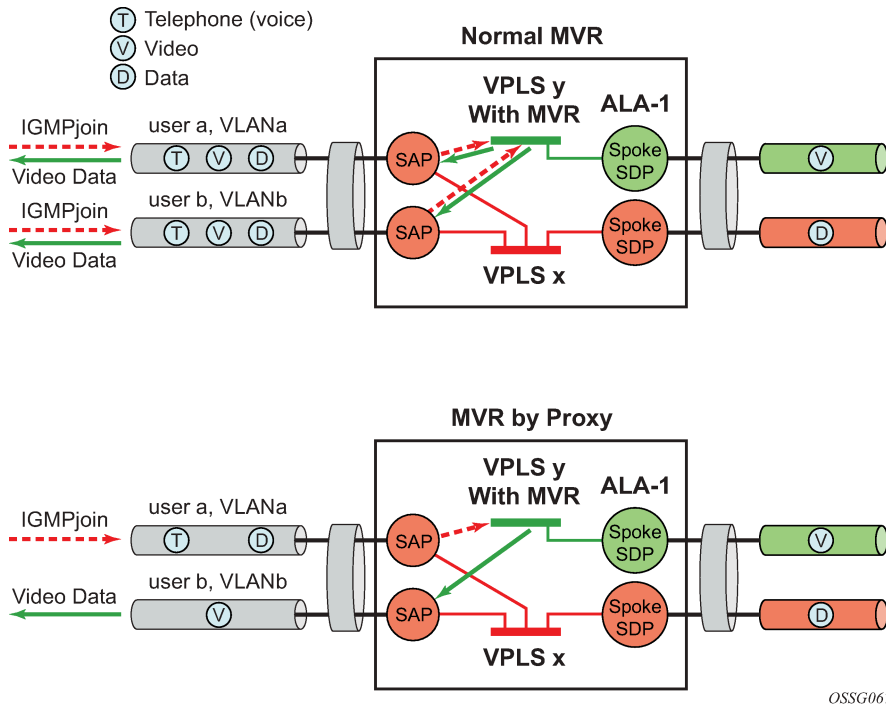 T Telephone (voice)
V Video
D Data
Normal MVR
VPLS y
With MVR
ALA-1
IGMPjoin
user a, VLANa
T V D
SAP
Spoke
SDP
V
Video Data
IGMPjoin
user b, VLANb
T V D
SAP
Spoke
SDP
D
Video Data
VPLS x
MVR by Proxy
VPLS y
With MVR
ALA-1
IGMPjoin
user a, VLANa
T D
SAP
Spoke
SDP
V
Video Data
user b, VLANb
V
SAP
Spoke
SDP
D
VPLS x
OSSG06